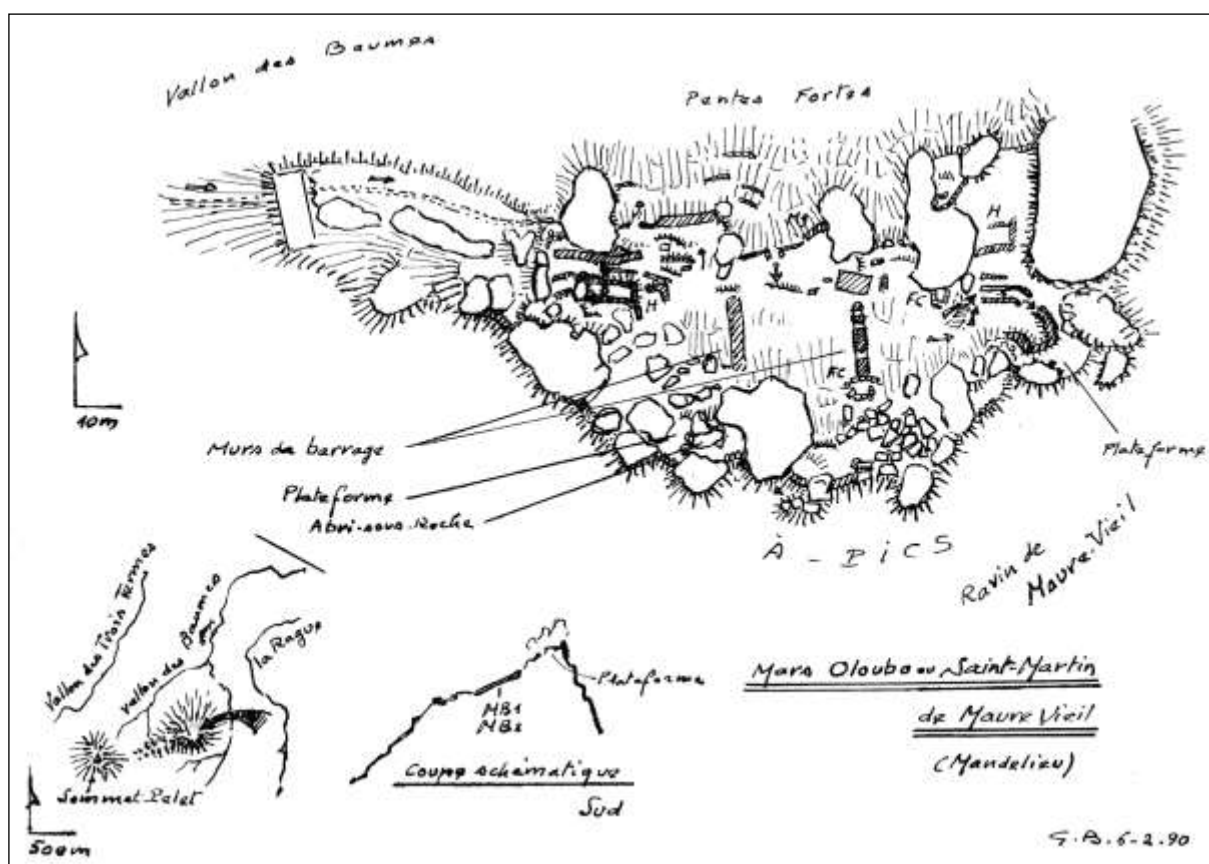 Vallon des Baumes
Pentes Fortes
H
H
FC
FC
10m
Murs de barrage
Plateforme
Abri-sous-Roche
Plateforme
À-PICS
Ravin de
Maure-Vieil
Vallon des Trois Termes
Vallon des Baumes
la Rague
Sommet Pelet
500m
Plateforme
MB1
MB2
Coupe schématique
Sud
Mars Oloubo ou Saint-Martin
de Maure Vieil
(Mandelieu)
G.B. 6-2.90